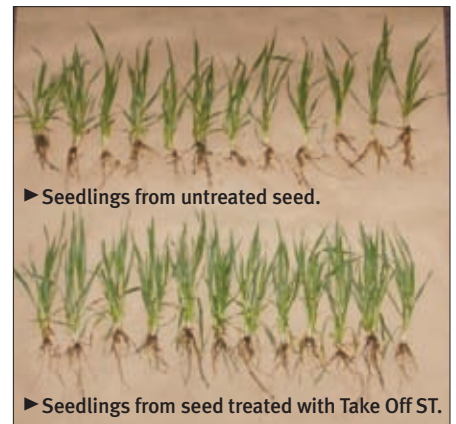 ► Seedlings from untreated seed.
► Seedlings from seed treated with Take Off ST.